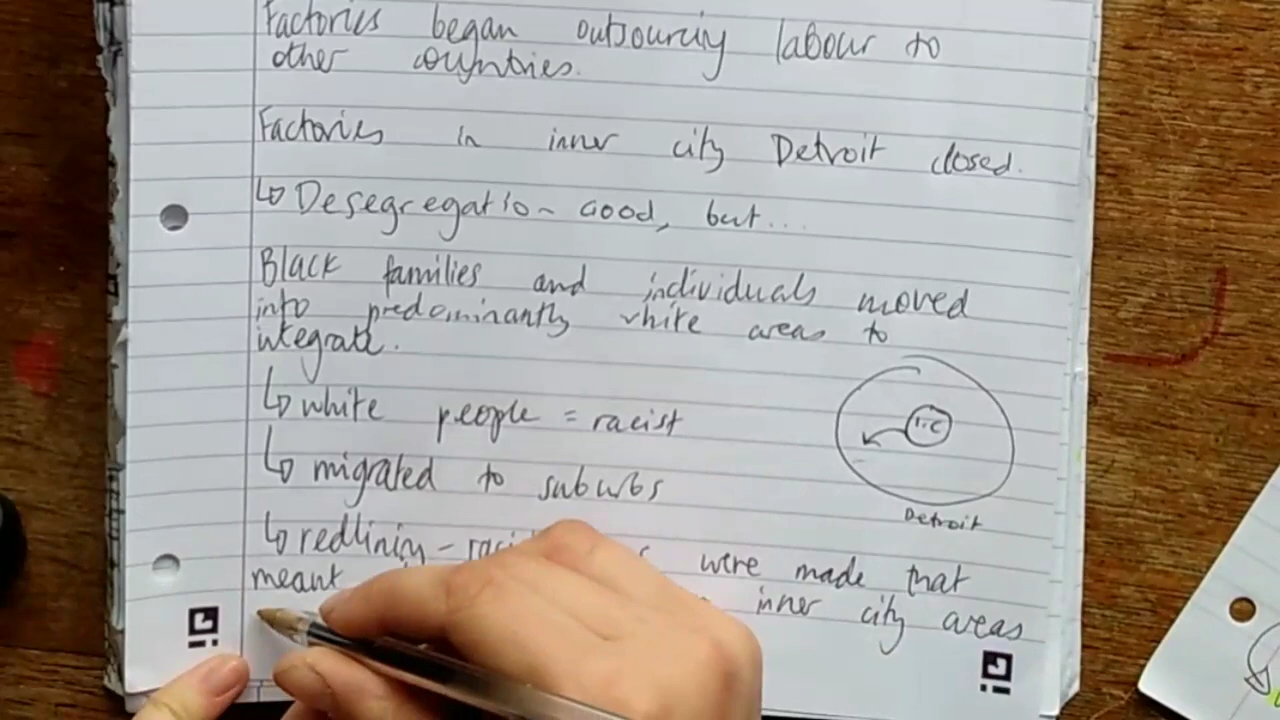 Factories began outsourcing labour to
other countries.
Factories in inner city Detroit closed.
↳ Desegregation - Good, but...
Black families and individuals moved
into predominantly white areas to
integrate.
↳ white people = racist
↳ migrated to suburbs
I.C
Detroit
↳ redlining - were made that
meant inner city areas